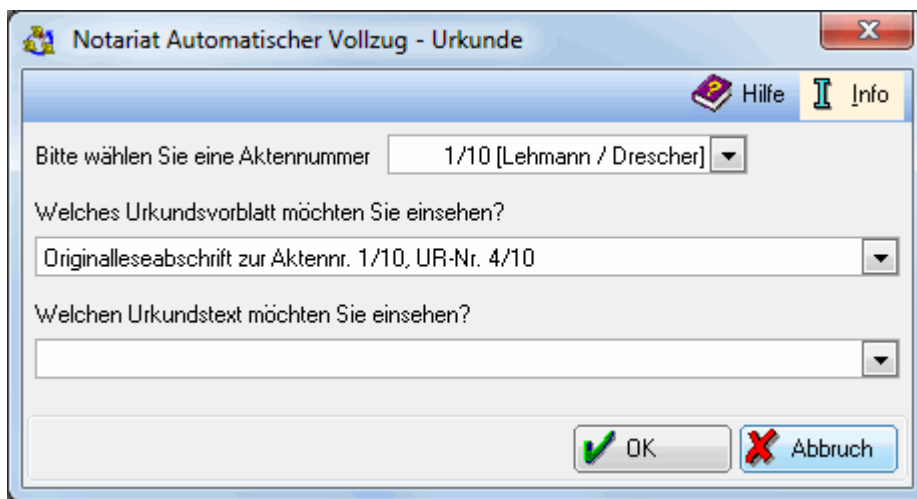 Notariat Automatischer Vollzug - Urkunde
Hilfe Info
Bitte wählen Sie eine Aktennummer 1/10 [Lehmann / Drescher]
Welches Urkundsvorblatt möchten Sie einsehen?
Originalleseabschrift zur Aktennr. 1/10, UR-Nr. 4/10
Welchen Urkundstext möchten Sie einsehen?
OK Abbruch